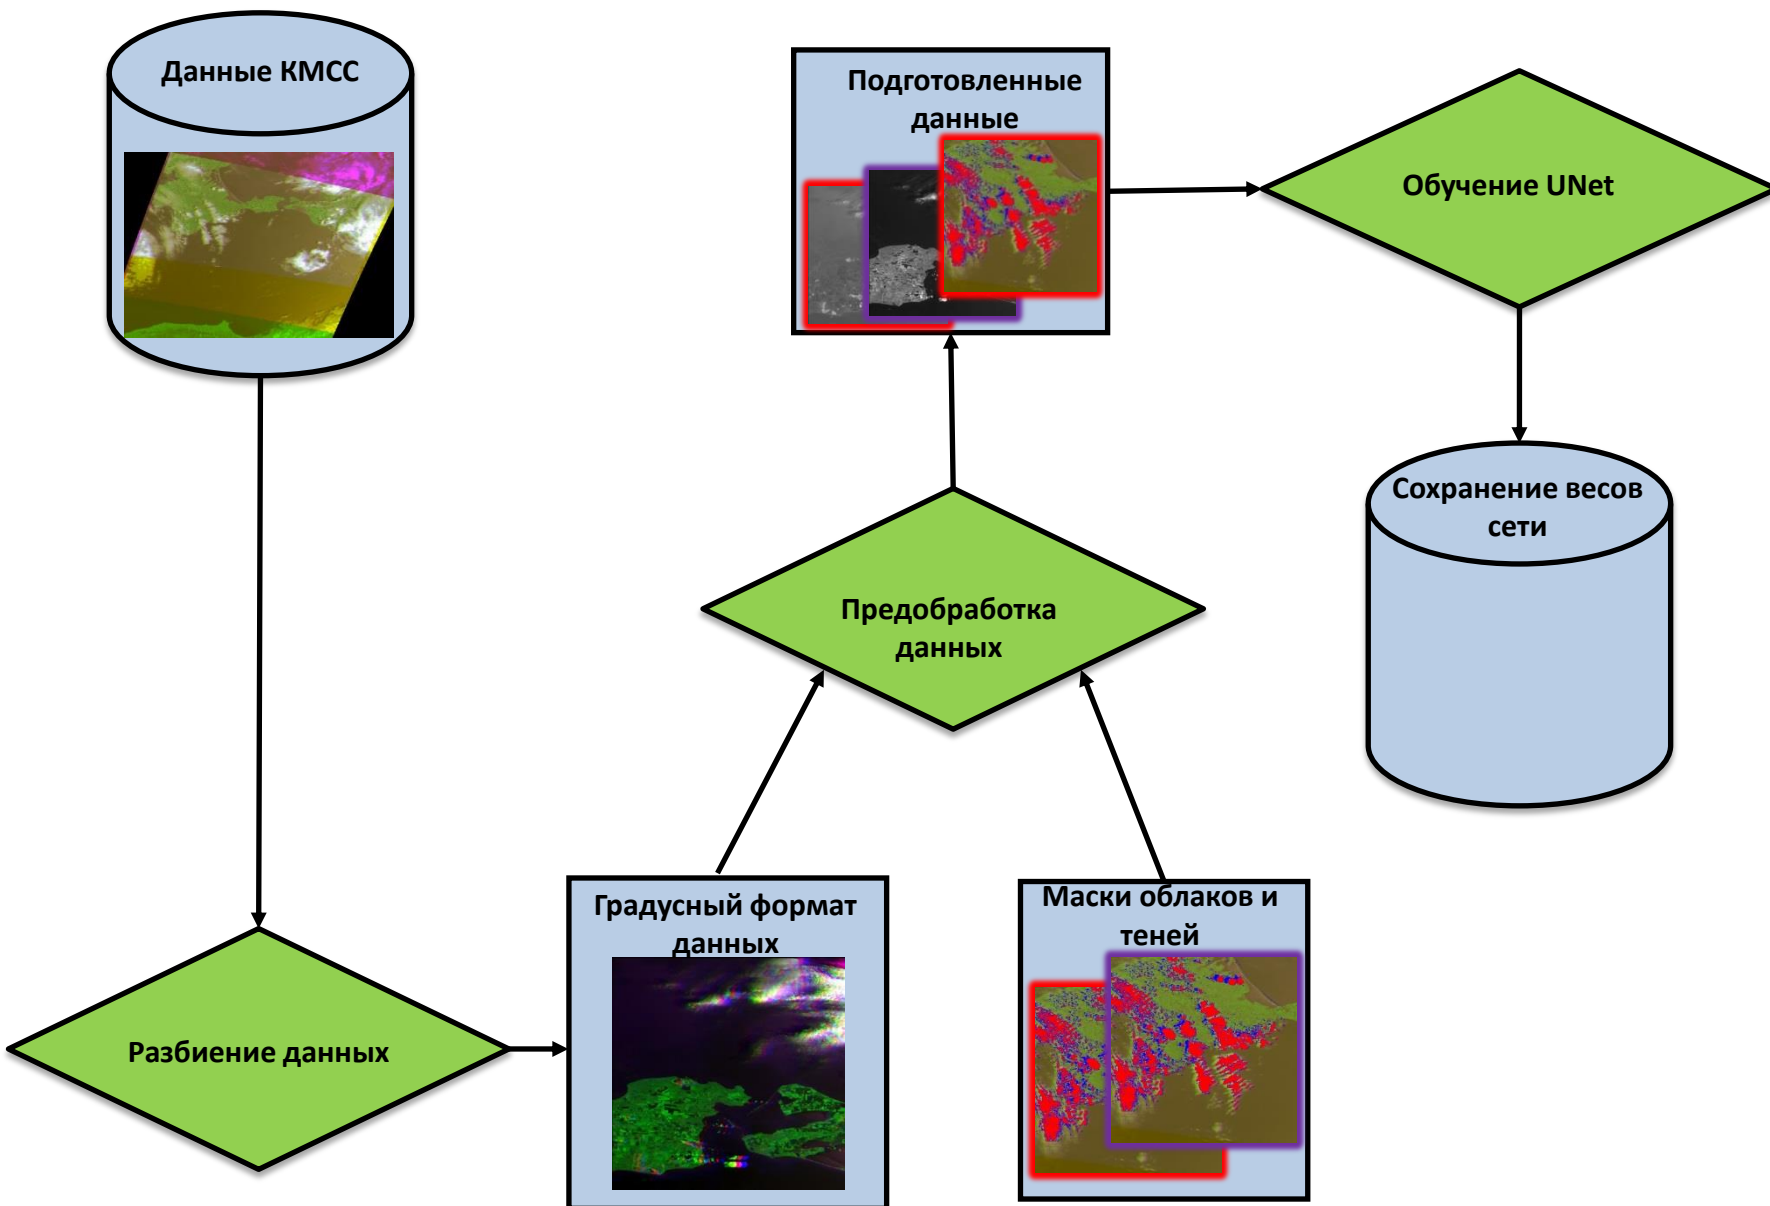 Данные КМСС
Подготовленные
данные
Обучение UNet
Сохранение весов
сети
Предобработка
данных
Градусный формат
данных
Маски облаков и
теней
Разбиение данных